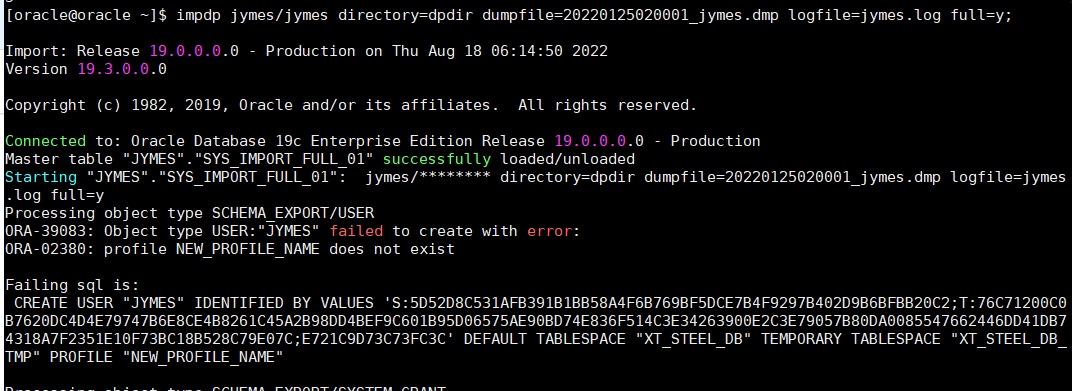 [oracle@oracle ~]$ impdp jymes/jymes directory=dpdir dumpfile=20220125020001_jymes.dmp logfile=jymes.log full=y;
Import: Release 19.0.0.0.0 - Production on Thu Aug 18 06:14:50 2022
Version 19.3.0.0.0
Copyright (c) 1982, 2019, Oracle and/or its affiliates.  All rights reserved.
Connected to: Oracle Database 19c Enterprise Edition Release 19.0.0.0.0 - Production
Master table "JYMES"."SYS_IMPORT_FULL_01" successfully loaded/unloaded
Starting "JYMES"."SYS_IMPORT_FULL_01":  jymes/******** directory=dpdir dumpfile=20220125020001_jymes.dmp logfile=jymes
.log full=y
Processing object type SCHEMA_EXPORT/USER
ORA-39083: Object type USER:"JYMES" failed to create with error:
ORA-02380: profile NEW_PROFILE_NAME does not exist
Failing sql is:
CREATE USER "JYMES" IDENTIFIED BY VALUES 'S:5D52D8C531AFB391B1BB58A4F6B769BF5DCE7B4F9297B402D9B6BFBB20C2;T:76C71200C0
B7620DC4D4E79747B6E8CE4B8261C45A2B98DD4BEF9C601B95D06575AE90BD74E836F514C3E34263900E2C3E79057B80DA0085547662446DD41DB7
4318A7F2351E10F73BC18B528C79E07C;E721C9D73C73FC3C' DEFAULT TABLESPACE "XT_STEEL_DB" TEMPORARY TABLESPACE "XT_STEEL_DB_
TMP" PROFILE "NEW_PROFILE_NAME"
Processing object type SCHEMA_EXPORT/SYSTEM_GRANT